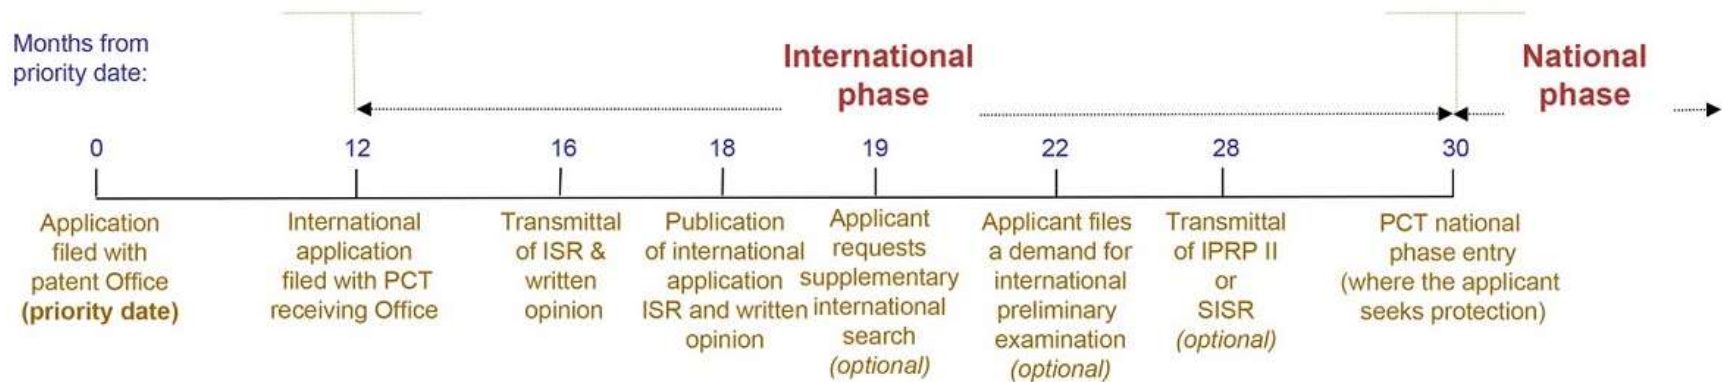 Months from
priority date:
International
phase
National
phase
0
12
16
18
19
22
28
30
Application
filed with
patent Office
(priority date)
International
application
filed with PCT
receiving Office
Transmittal
of ISR &
written
opinion
Publication
of international
application
ISR and written
opinion
Applicant
requests
supplementary
international
search
(optional)
Applicant files
a demand for
international
preliminary
examination
(optional)
Transmittal
of IPRP II
or
SISR
(optional)
PCT national
phase entry
(where the applicant
seeks protection)